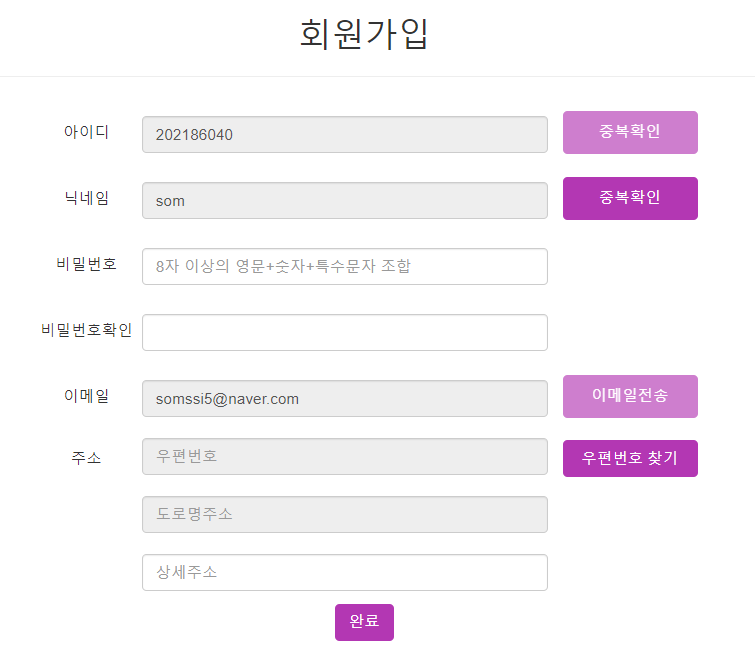 회원가입
아이디 202186040 중복확인
닉네임 som 중복확인
비밀번호 8자 이상의 영문+숫자+특수문자 조합
비밀번호확인
이메일 somssi5@naver.com 이메일전송
주소 우편번호 우편번호 찾기
도로명주소
상세주소
완료